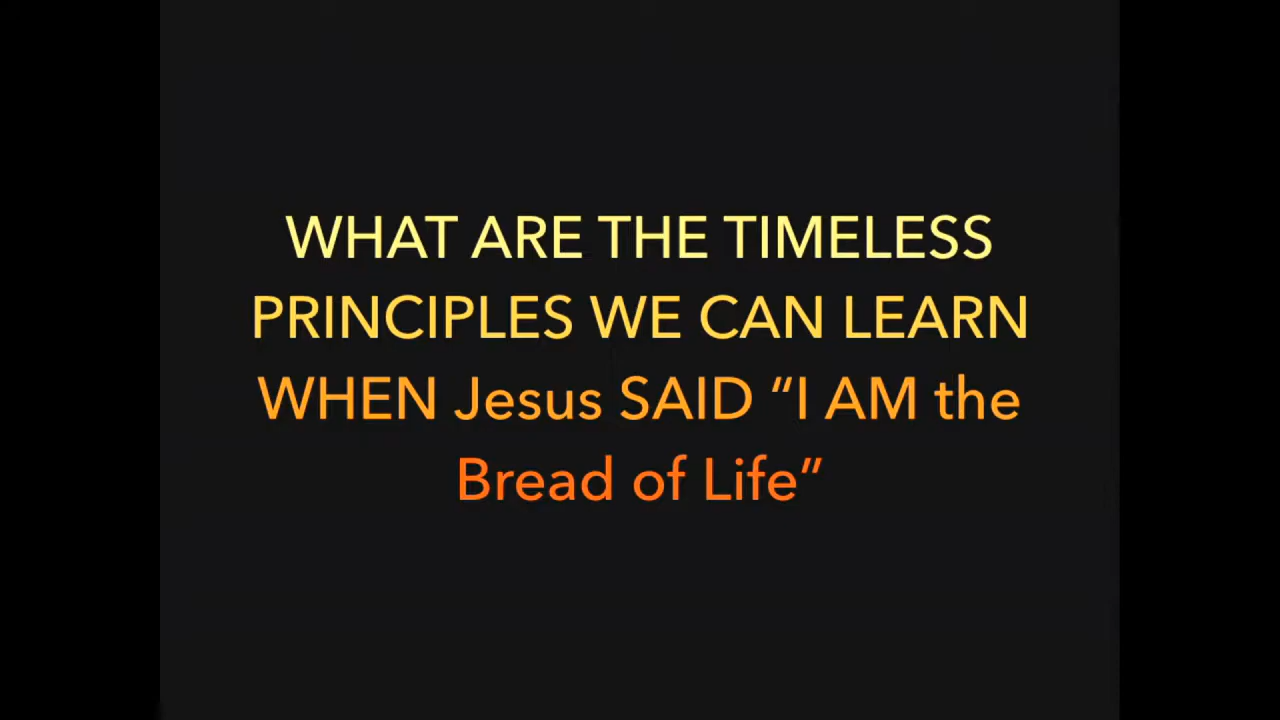 WHAT ARE THE TIMELESS
PRINCIPLES WE CAN LEARN
WHEN Jesus SAID “I AM the
Bread of Life”